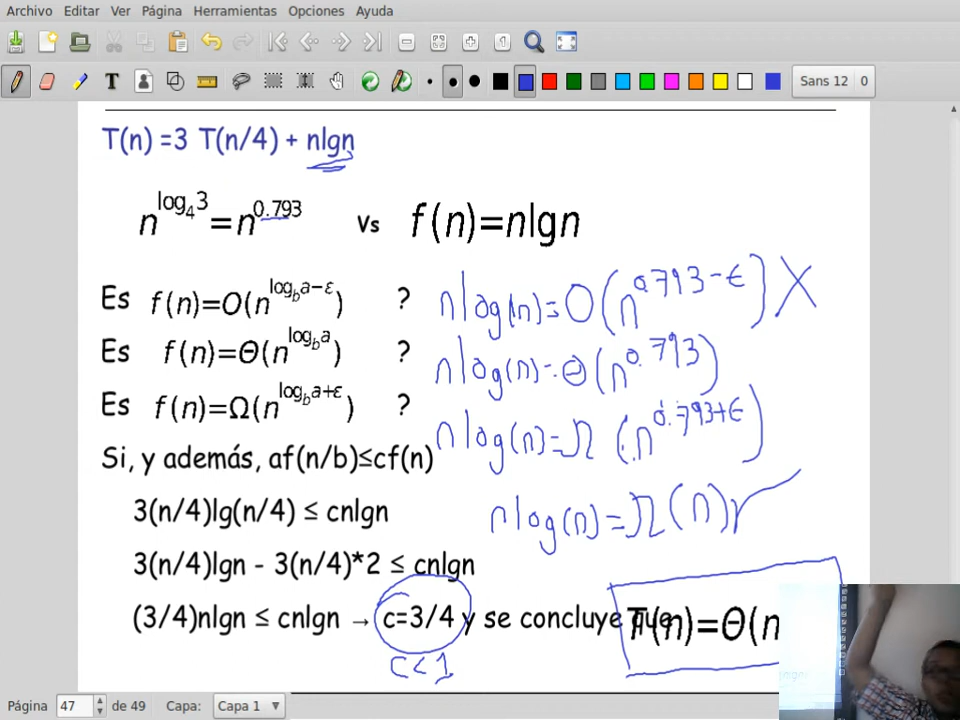 Archivo Editar Ver Página Herramientas Opciones Ayuda
Sans 12 0
T(n) =3 T(n/4) + nlgn
n^{log_4 3} = n^{0.793} Vs f(n)=nlgn
Es f(n)=O(n^{log_b a-ε}) ? nlog(n)=O(n^{0.793-ε}) X
Es f(n)=Θ(n^{log_b a}) ? nlog(n)=Θ(n^{0.793})
Es f(n)=Ω(n^{log_b a+ε}) ? nlog(n)=Ω(n^{0.793+ε})
Si, y además, af(n/b)≤cf(n)
3(n/4)lg(n/4) ≤ cnlgn nlog(n)=Ω(n)
3(n/4)lgn - 3(n/4)*2 ≤ cnlgn
(3/4)nlgn ≤ cnlgn → c=3/4 y se concluye que T(n)=Θ(n
c<1
Página 47 de 49 Capa: Capa 1